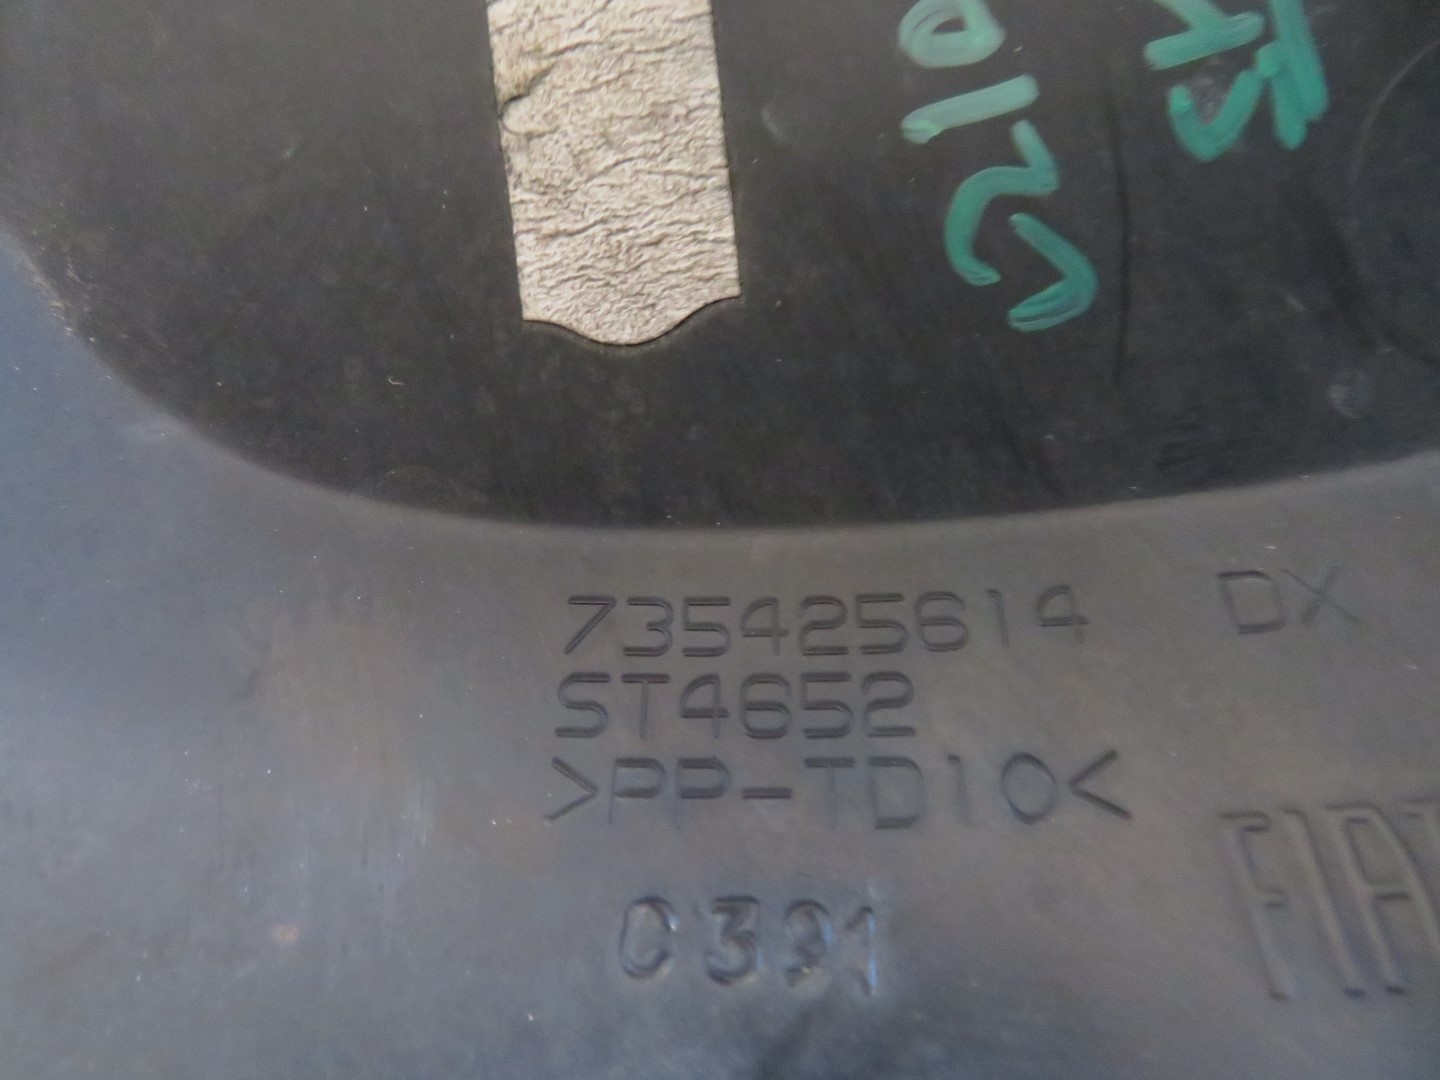 735425614 DX
ST4652
>PP-TD10<
0391
FIAT